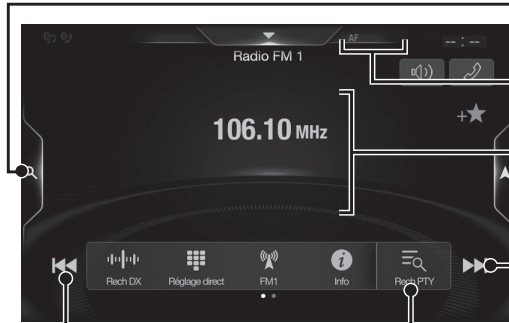 AF
-- : --
Radio FM 1
106.10 MHz
Rech DX
Réglage direct
FM1
Info
Rech PTY